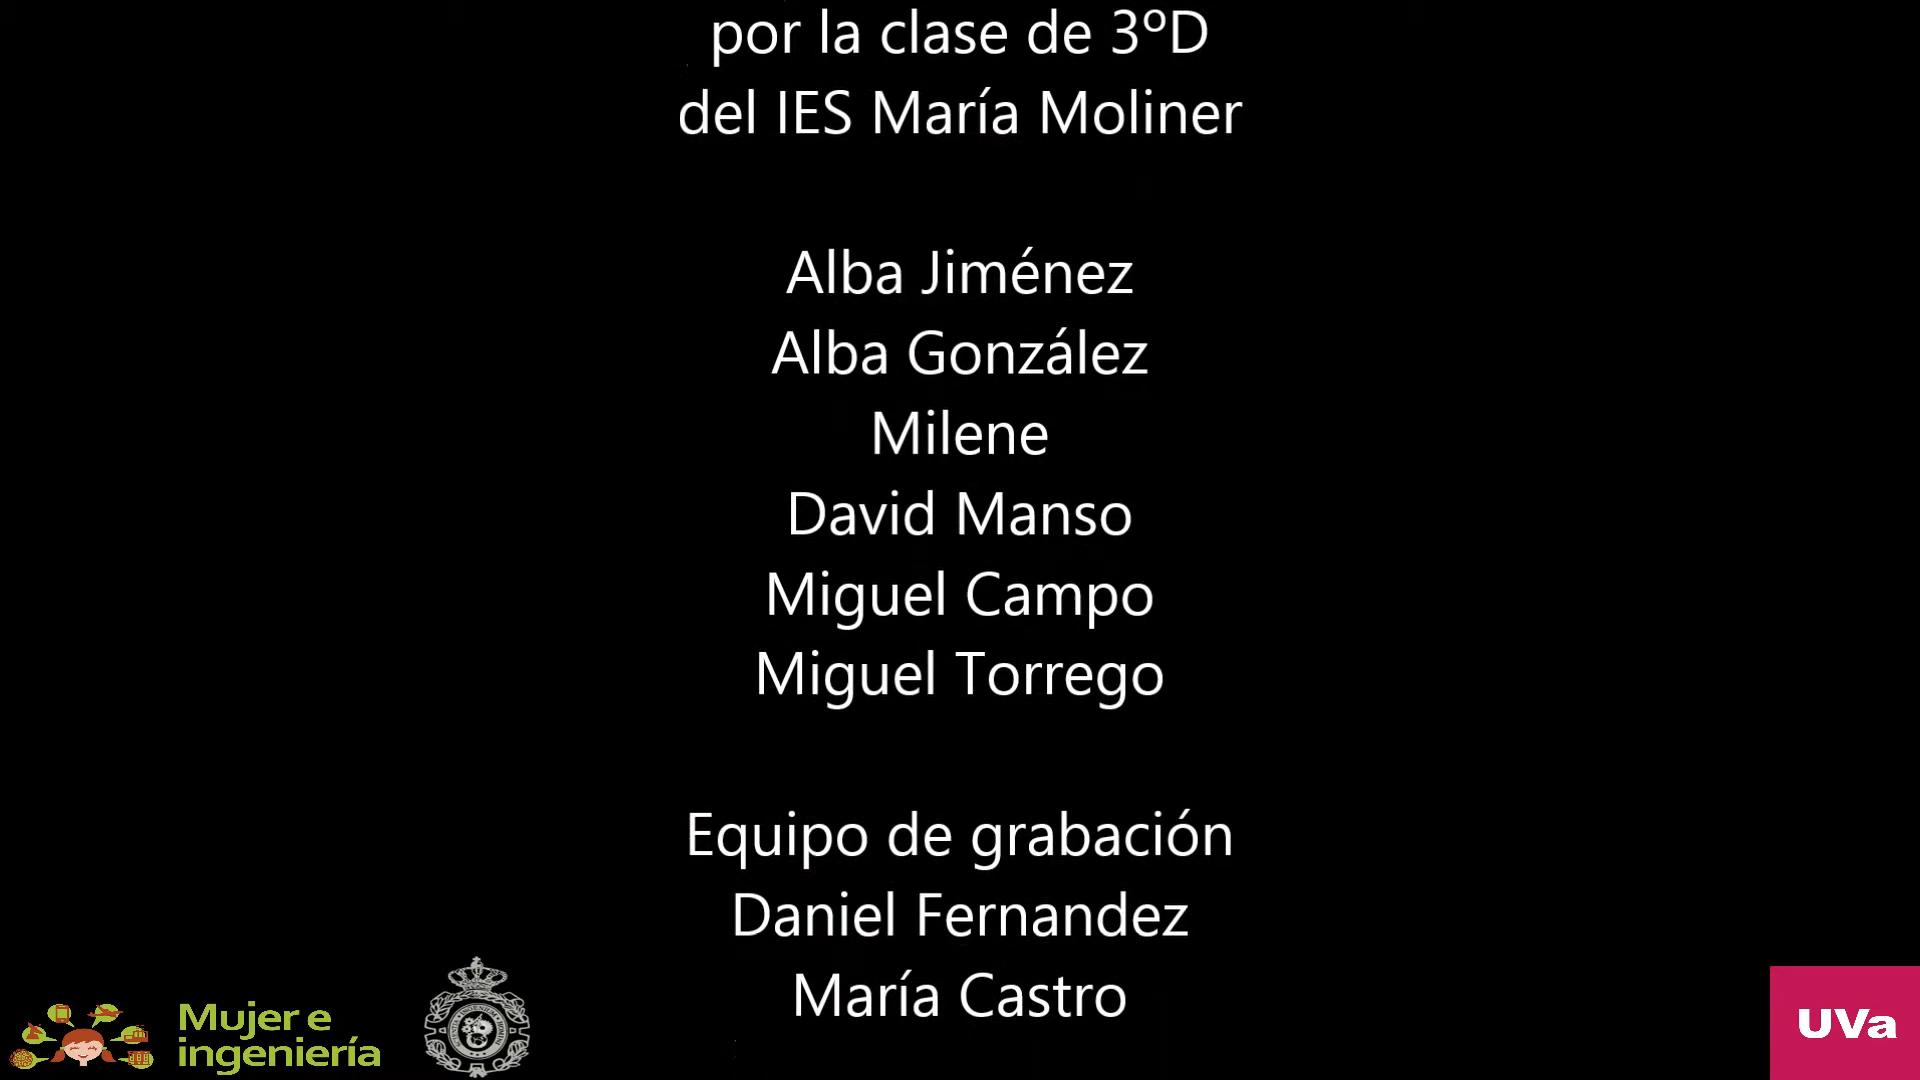 por la clase de 3ºD
del IES María Moliner
Alba Jiménez
Alba González
Milene
David Manso
Miguel Campo
Miguel Torrego
Equipo de grabación
Daniel Fernandez
María Castro
Mujer e
ingeniería
UVa